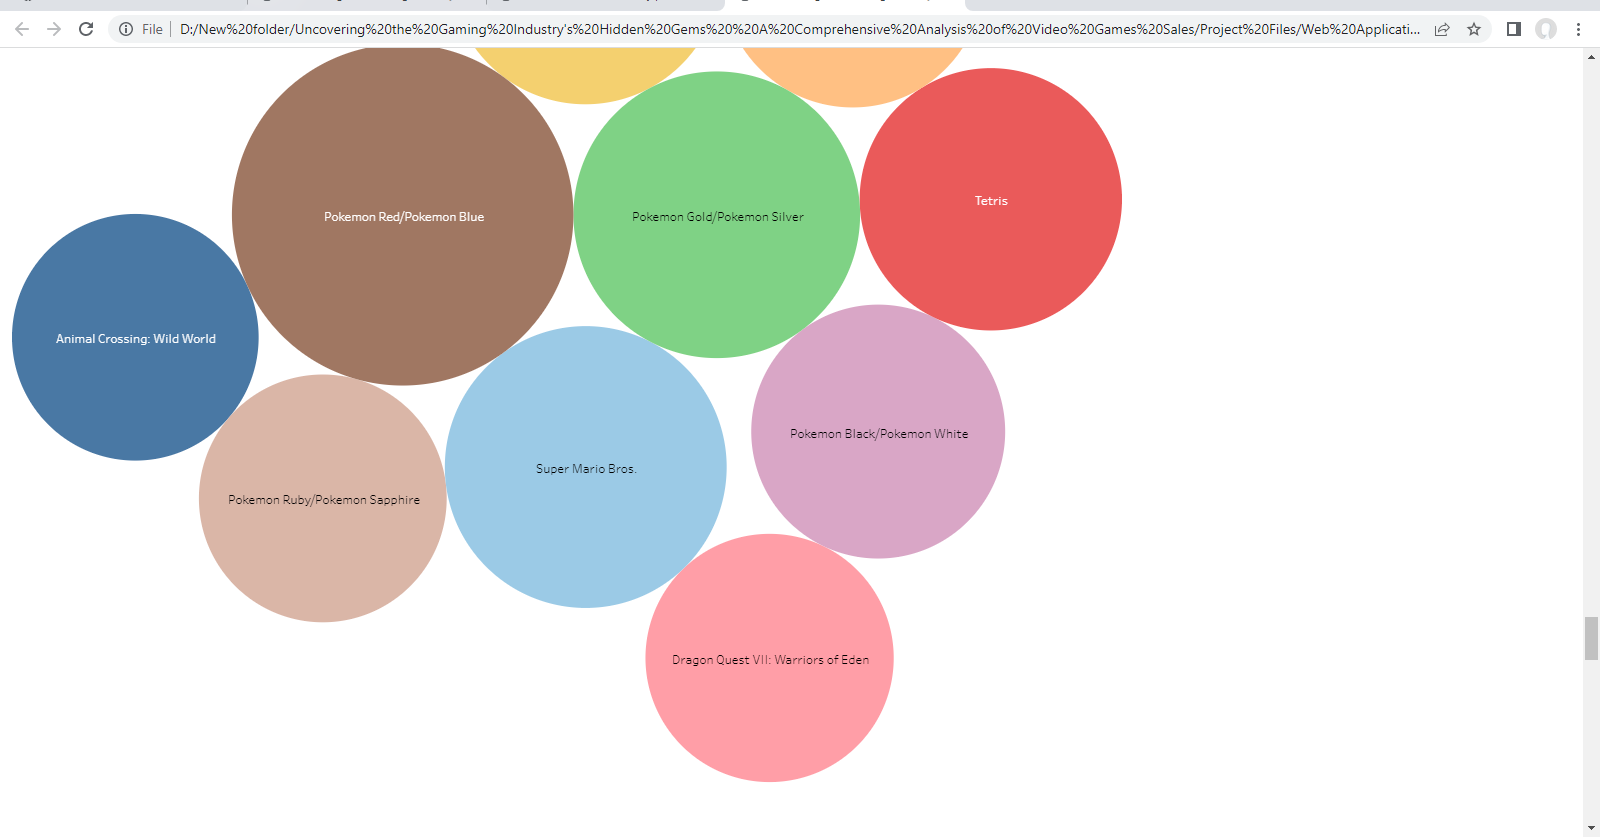 File
D:/New%20folder/Uncovering%20the%20Gaming%20Industry's%20Hidden%20Gems%20%20A%20Comprehensive%20Analysis%20of%20Video%20Games%20Sales/Project%20Files/Web%20Applicati...
Tetris
Pokemon Red/Pokemon Blue
Pokemon Gold/Pokemon Silver
Animal Crossing: Wild World
Pokemon Black/Pokemon White
Super Mario Bros.
Pokemon Ruby/Pokemon Sapphire
Dragon Quest VII: Warriors of Eden